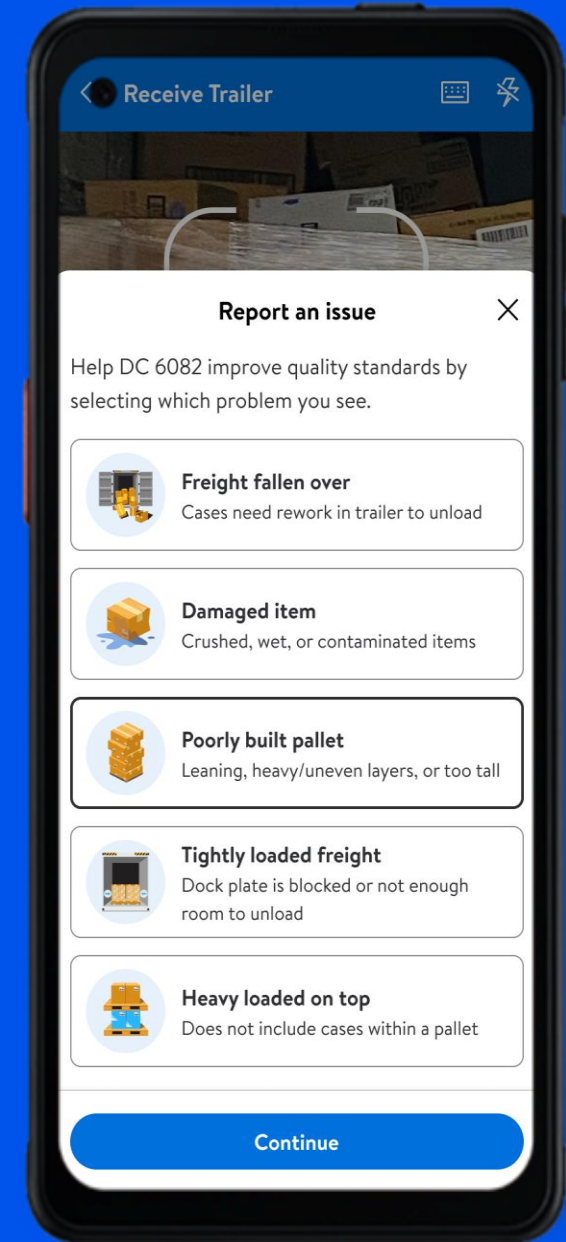 Receive Trailer
Report an issue
Help DC 6082 improve quality standards by
selecting which problem you see.
Freight fallen over
Cases need rework in trailer to unload
Damaged item
Crushed, wet, or contaminated items
Poorly built pallet
Leaning, heavy/uneven layers, or too tall
Tightly loaded freight
Dock plate is blocked or not enough
room to unload
Heavy loaded on top
Does not include cases within a pallet
Continue